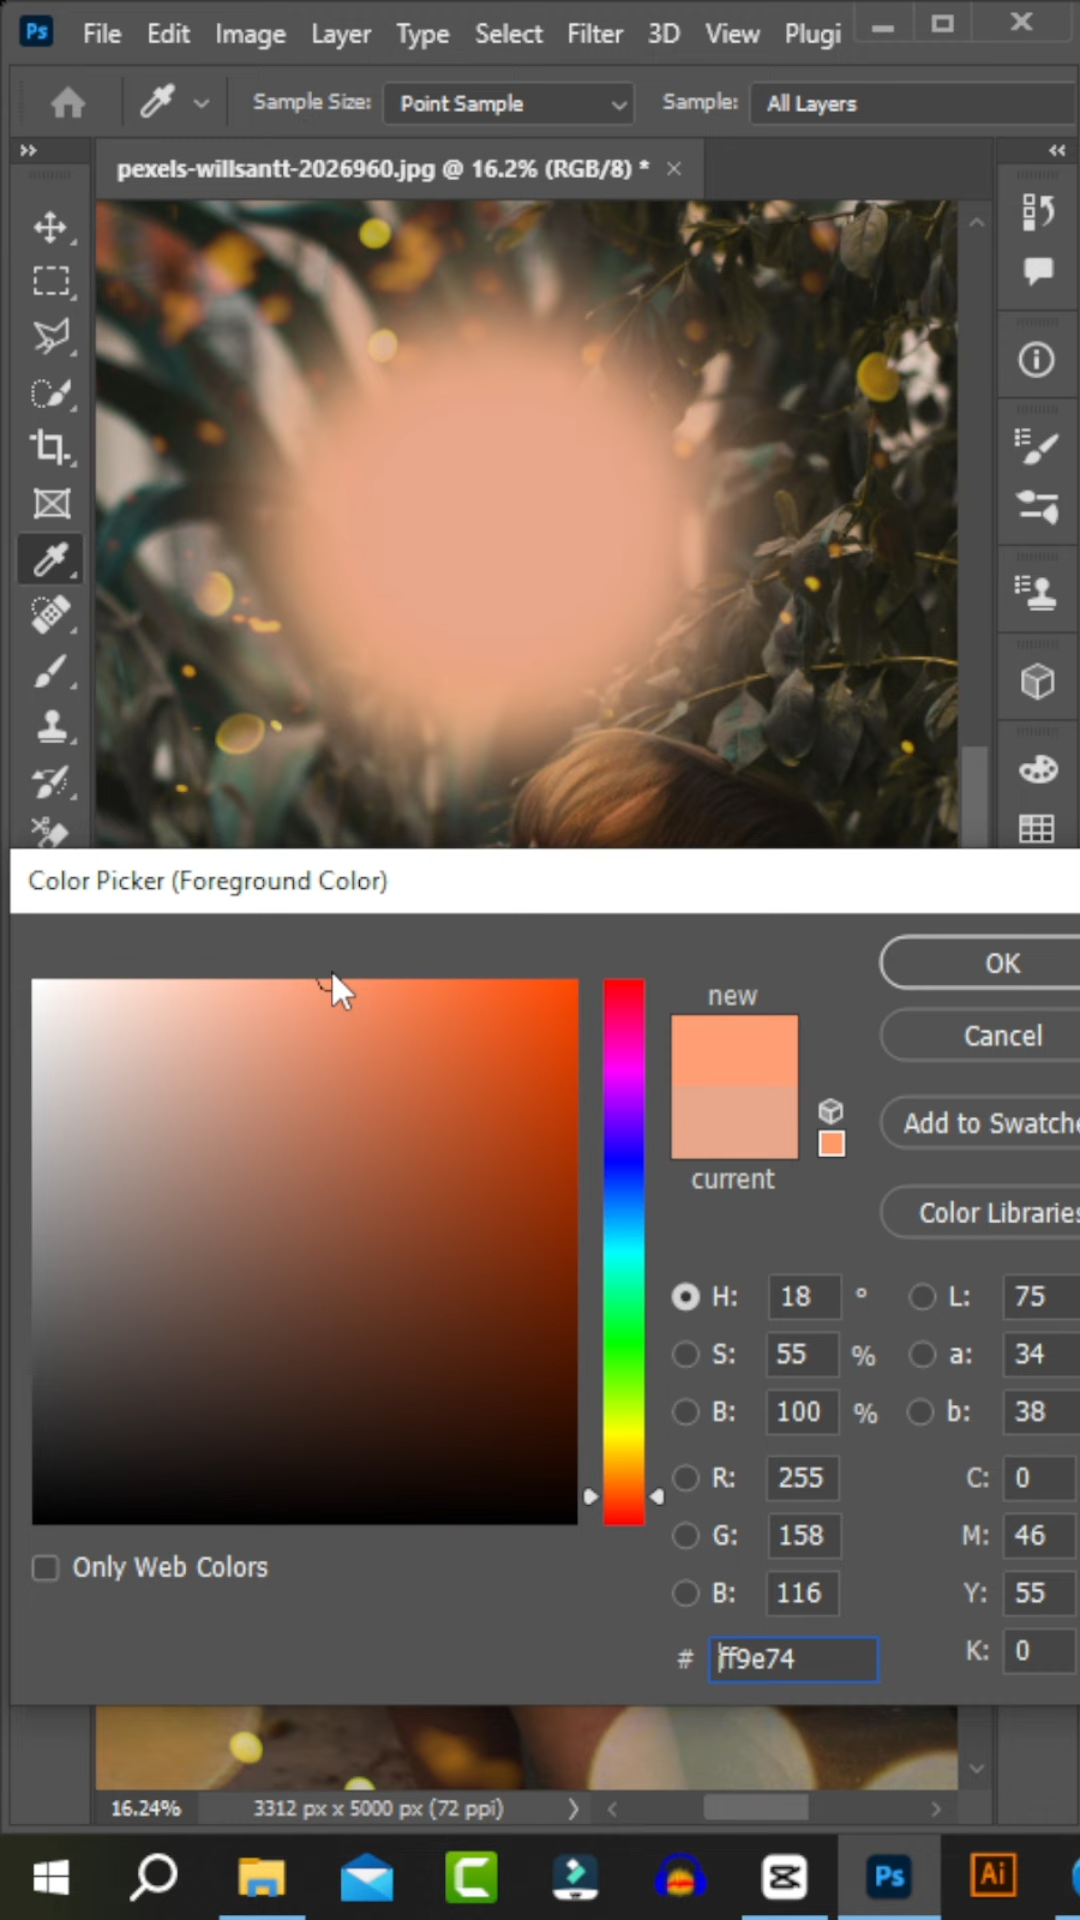 Ps File Edit Image Layer Type Select Filter 3D View Plugi
Sample Size: Point Sample Sample: All Layers
pexels-willsantt-2026960.jpg @ 16.2% (RGB/8) *
Color Picker (Foreground Color)
new
current
OK
Cancel
Add to Swatche
Color Libraries
H: 18 ° L: 75
S: 55 % a: 34
B: 100 % b: 38
R: 255 C: 0
G: 158 M: 46
B: 116 Y: 55
# ff9e74 K: 0
Only Web Colors
16.24% 3312 px x 5000 px (72 ppi)
Ps Ai